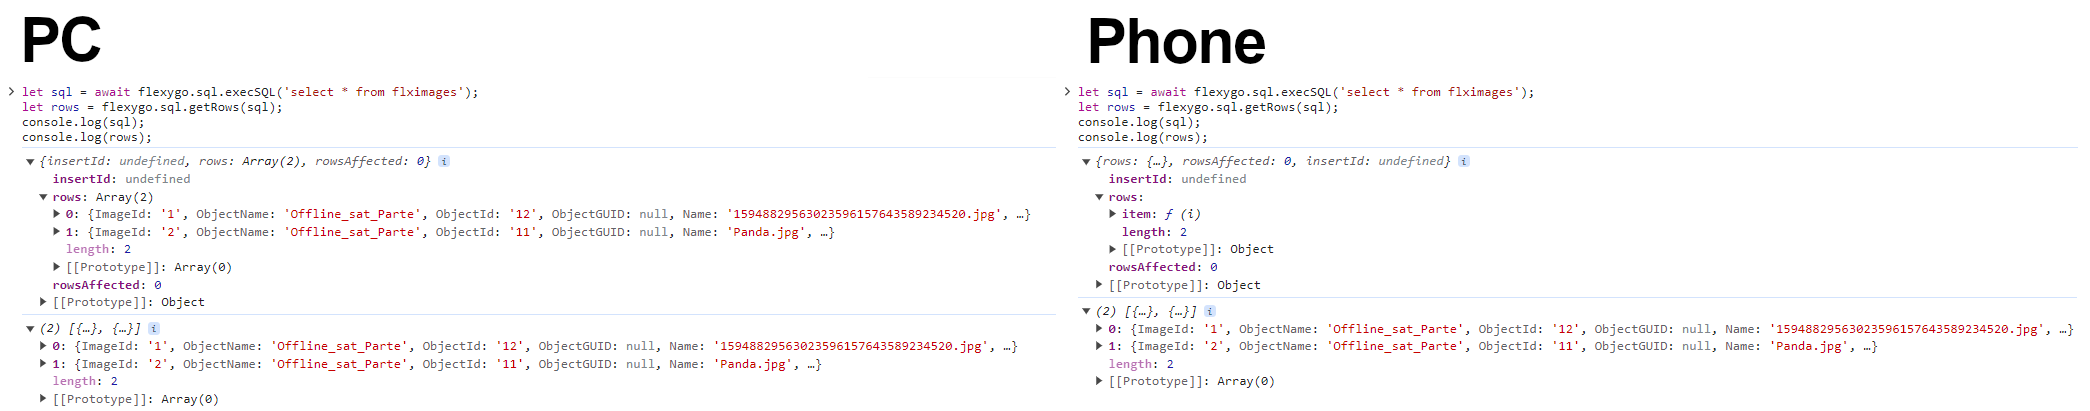 PC
let sql = await flexygo.sql.execSQL('select * from flximages');
let rows = flexygo.sql.getRows(sql);
console.log(sql);
console.log(rows);
{insertId: undefined, rows: Array(2), rowsAffected: 0} i
insertId: undefined
rows: Array(2)
0: {ImageId: '1', ObjectName: 'Offline_sat_Parte', ObjectId: '12', ObjectGUID: null, Name: '15948829563023596157643589234520.jpg', …}
1: {ImageId: '2', ObjectName: 'Offline_sat_Parte', ObjectId: '11', ObjectGUID: null, Name: 'Panda.jpg', …}
length: 2
[[Prototype]]: Array(0)
rowsAffected: 0
[[Prototype]]: Object
(2) [{…}, {…}] i
0: {ImageId: '1', ObjectName: 'Offline_sat_Parte', ObjectId: '12', ObjectGUID: null, Name: '15948829563023596157643589234520.jpg', …}
1: {ImageId: '2', ObjectName: 'Offline_sat_Parte', ObjectId: '11', ObjectGUID: null, Name: 'Panda.jpg', …}
length: 2
[[Prototype]]: Array(0)
Phone
let sql = await flexygo.sql.execSQL('select * from flximages');
let rows = flexygo.sql.getRows(sql);
console.log(sql);
console.log(rows);
{rows: {…}, rowsAffected: 0, insertId: undefined} i
insertId: undefined
rows:
item: ƒ (i)
length: 2
[[Prototype]]: Object
rowsAffected: 0
[[Prototype]]: Object
(2) [{…}, {…}] i
0: {ImageId: '1', ObjectName: 'Offline_sat_Parte', ObjectId: '12', ObjectGUID: null, Name: '15948829563023596157643589234520.jpg', …}
1: {ImageId: '2', ObjectName: 'Offline_sat_Parte', ObjectId: '11', ObjectGUID: null, Name: 'Panda.jpg', …}
length: 2
[[Prototype]]: Array(0)